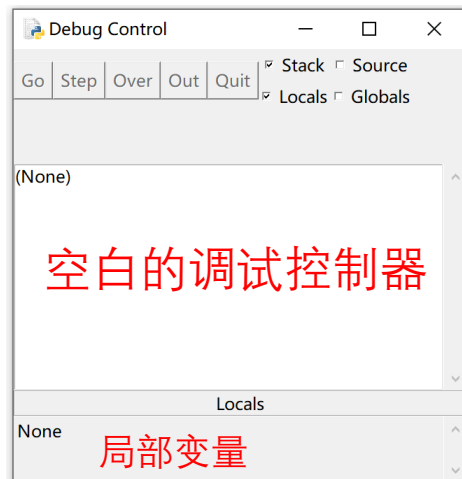 Debug Control
Go Step Over Out Quit Stack Source
Locals Globals
(None)
空白的调试控制器
Locals
None
局部变量